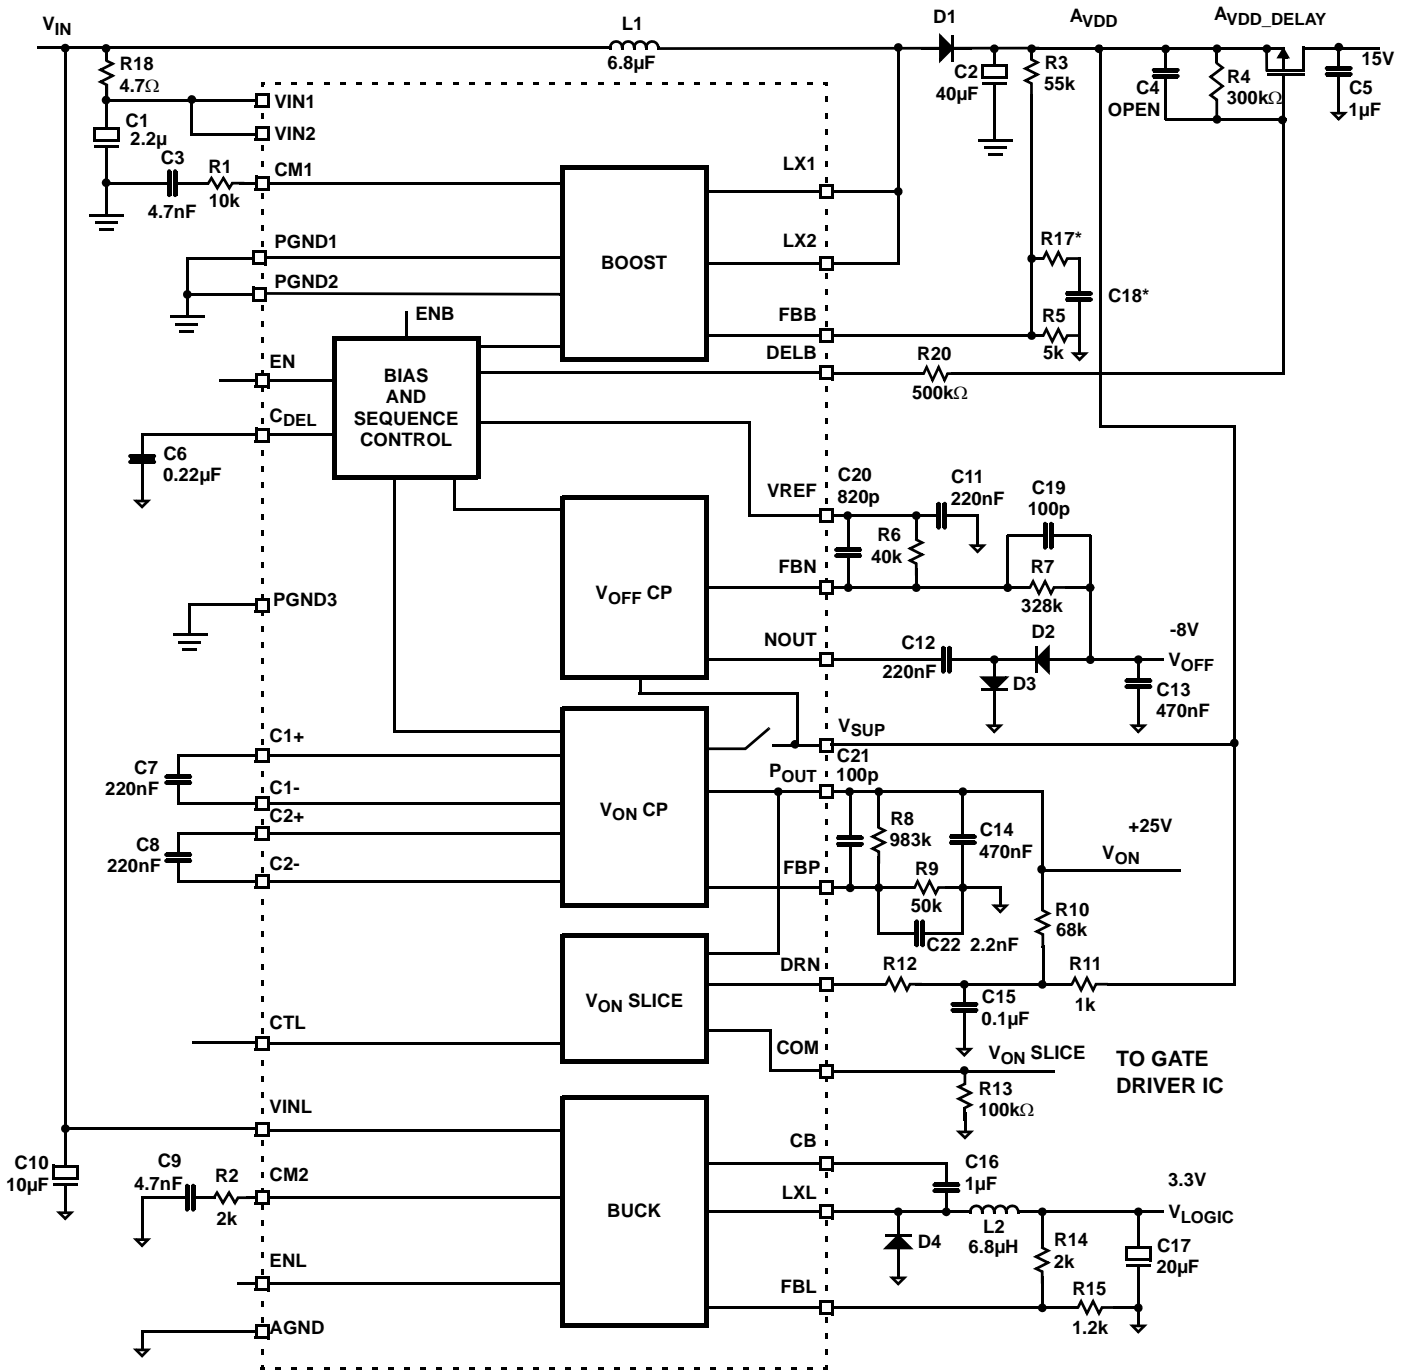 VIN
L1
6.8µF
D1
AVDD
AVDD_DELAY
R18
4.7Ω
C2
40µF
R3
55k
C4
OPEN
R4
300kΩ
15V
C5
1µF
VIN1
VIN2
C1
2.2µ
C3
4.7nF
R1
10k
CM1
LX1
BOOST
PGND1
PGND2
LX2
R17*
C18*
FBB
R5
5k
ENB
DELB
R20
500kΩ
EN
BIAS
AND
SEQUENCE
CONTROL
CDEL
C6
0.22µF
VREF
C20
820p
C11
220nF
C19
100p
R6
40k
FBN
R7
328k
VOFF CP
PGND3
NOUT
C12
220nF
D2
D3
-8V
VOFF
C13
470nF
VSUP
C1+
C7
220nF
C1-
C2+
C8
220nF
C2-
VON CP
POUT
C21
100p
R8
983k
C14
470nF
+25V
VON
FBP
R9
50k
C22 2.2nF
R10
68k
DRN
R12
R11
1k
VON SLICE
C15
0.1µF
CTL
COM
VON SLICE
TO GATE
DRIVER IC
R13
100kΩ
VINL
C10
10µF
C9
4.7nF
R2
2k
CM2
BUCK
CB
C16
1µF
LXL
D4
L2
6.8µH
3.3V
VLOGIC
R14
2k
C17
20µF
ENL
FBL
R15
1.2k
AGND